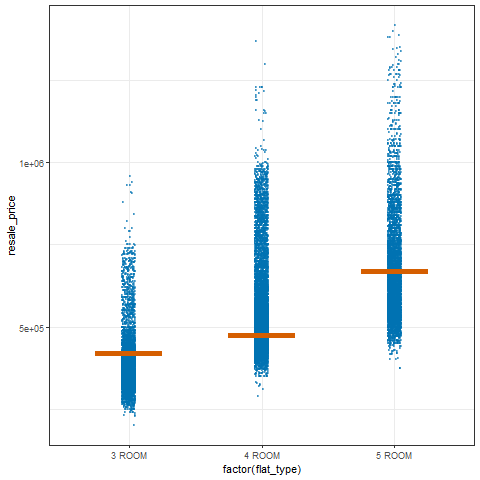 resale_price
1e+06
5e+05
3 ROOM 4 ROOM 5 ROOM
factor(flat_type)